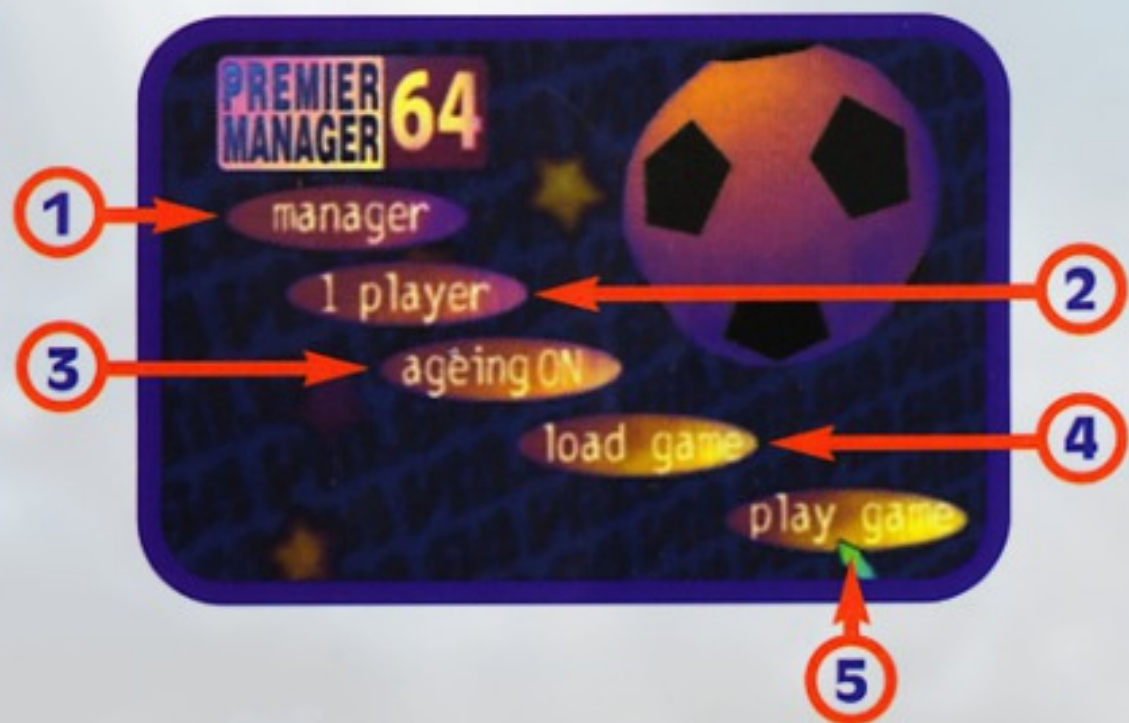 PREMIER
MANAGER 64
1
manager
1 player
2
3
ageing ON
load game
4
play game
5